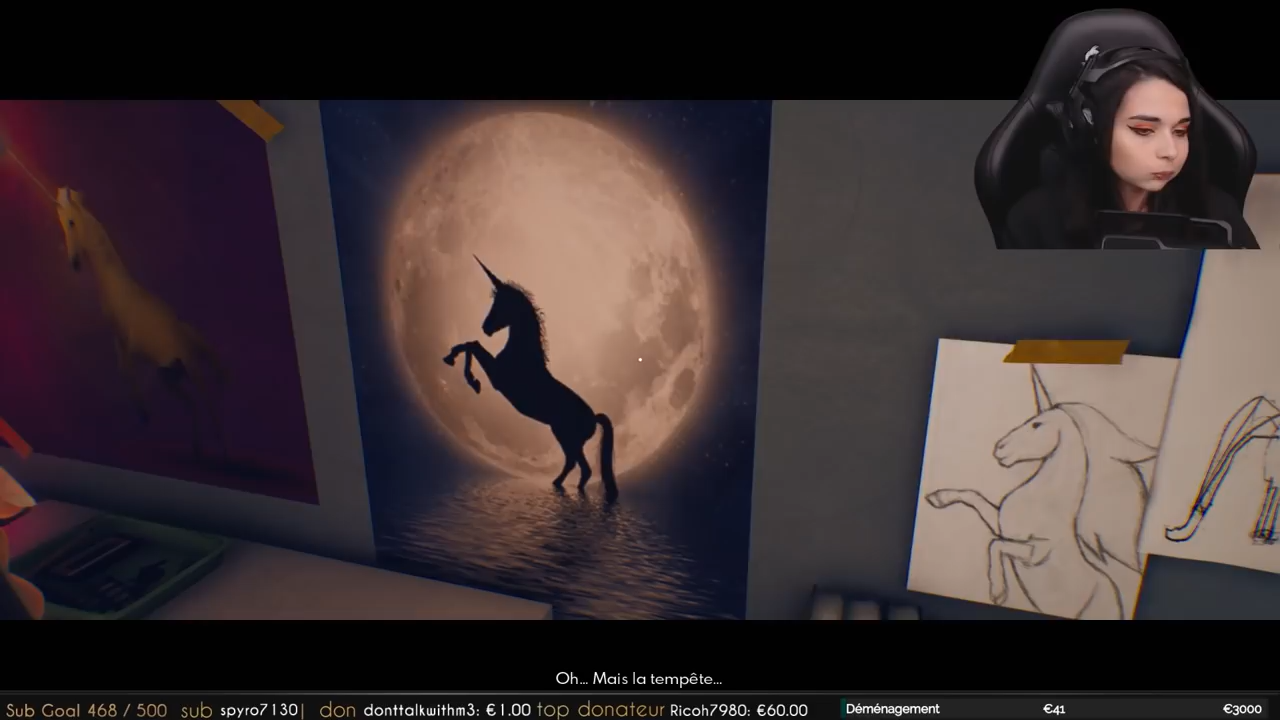 Oh... Mais la tempête...
Sub Goal 468 / 500 sub spyro7130| don donttalkwithm3: €1.00 top donateur Ricoh7980: €60.00 Déménagement €41 €3000